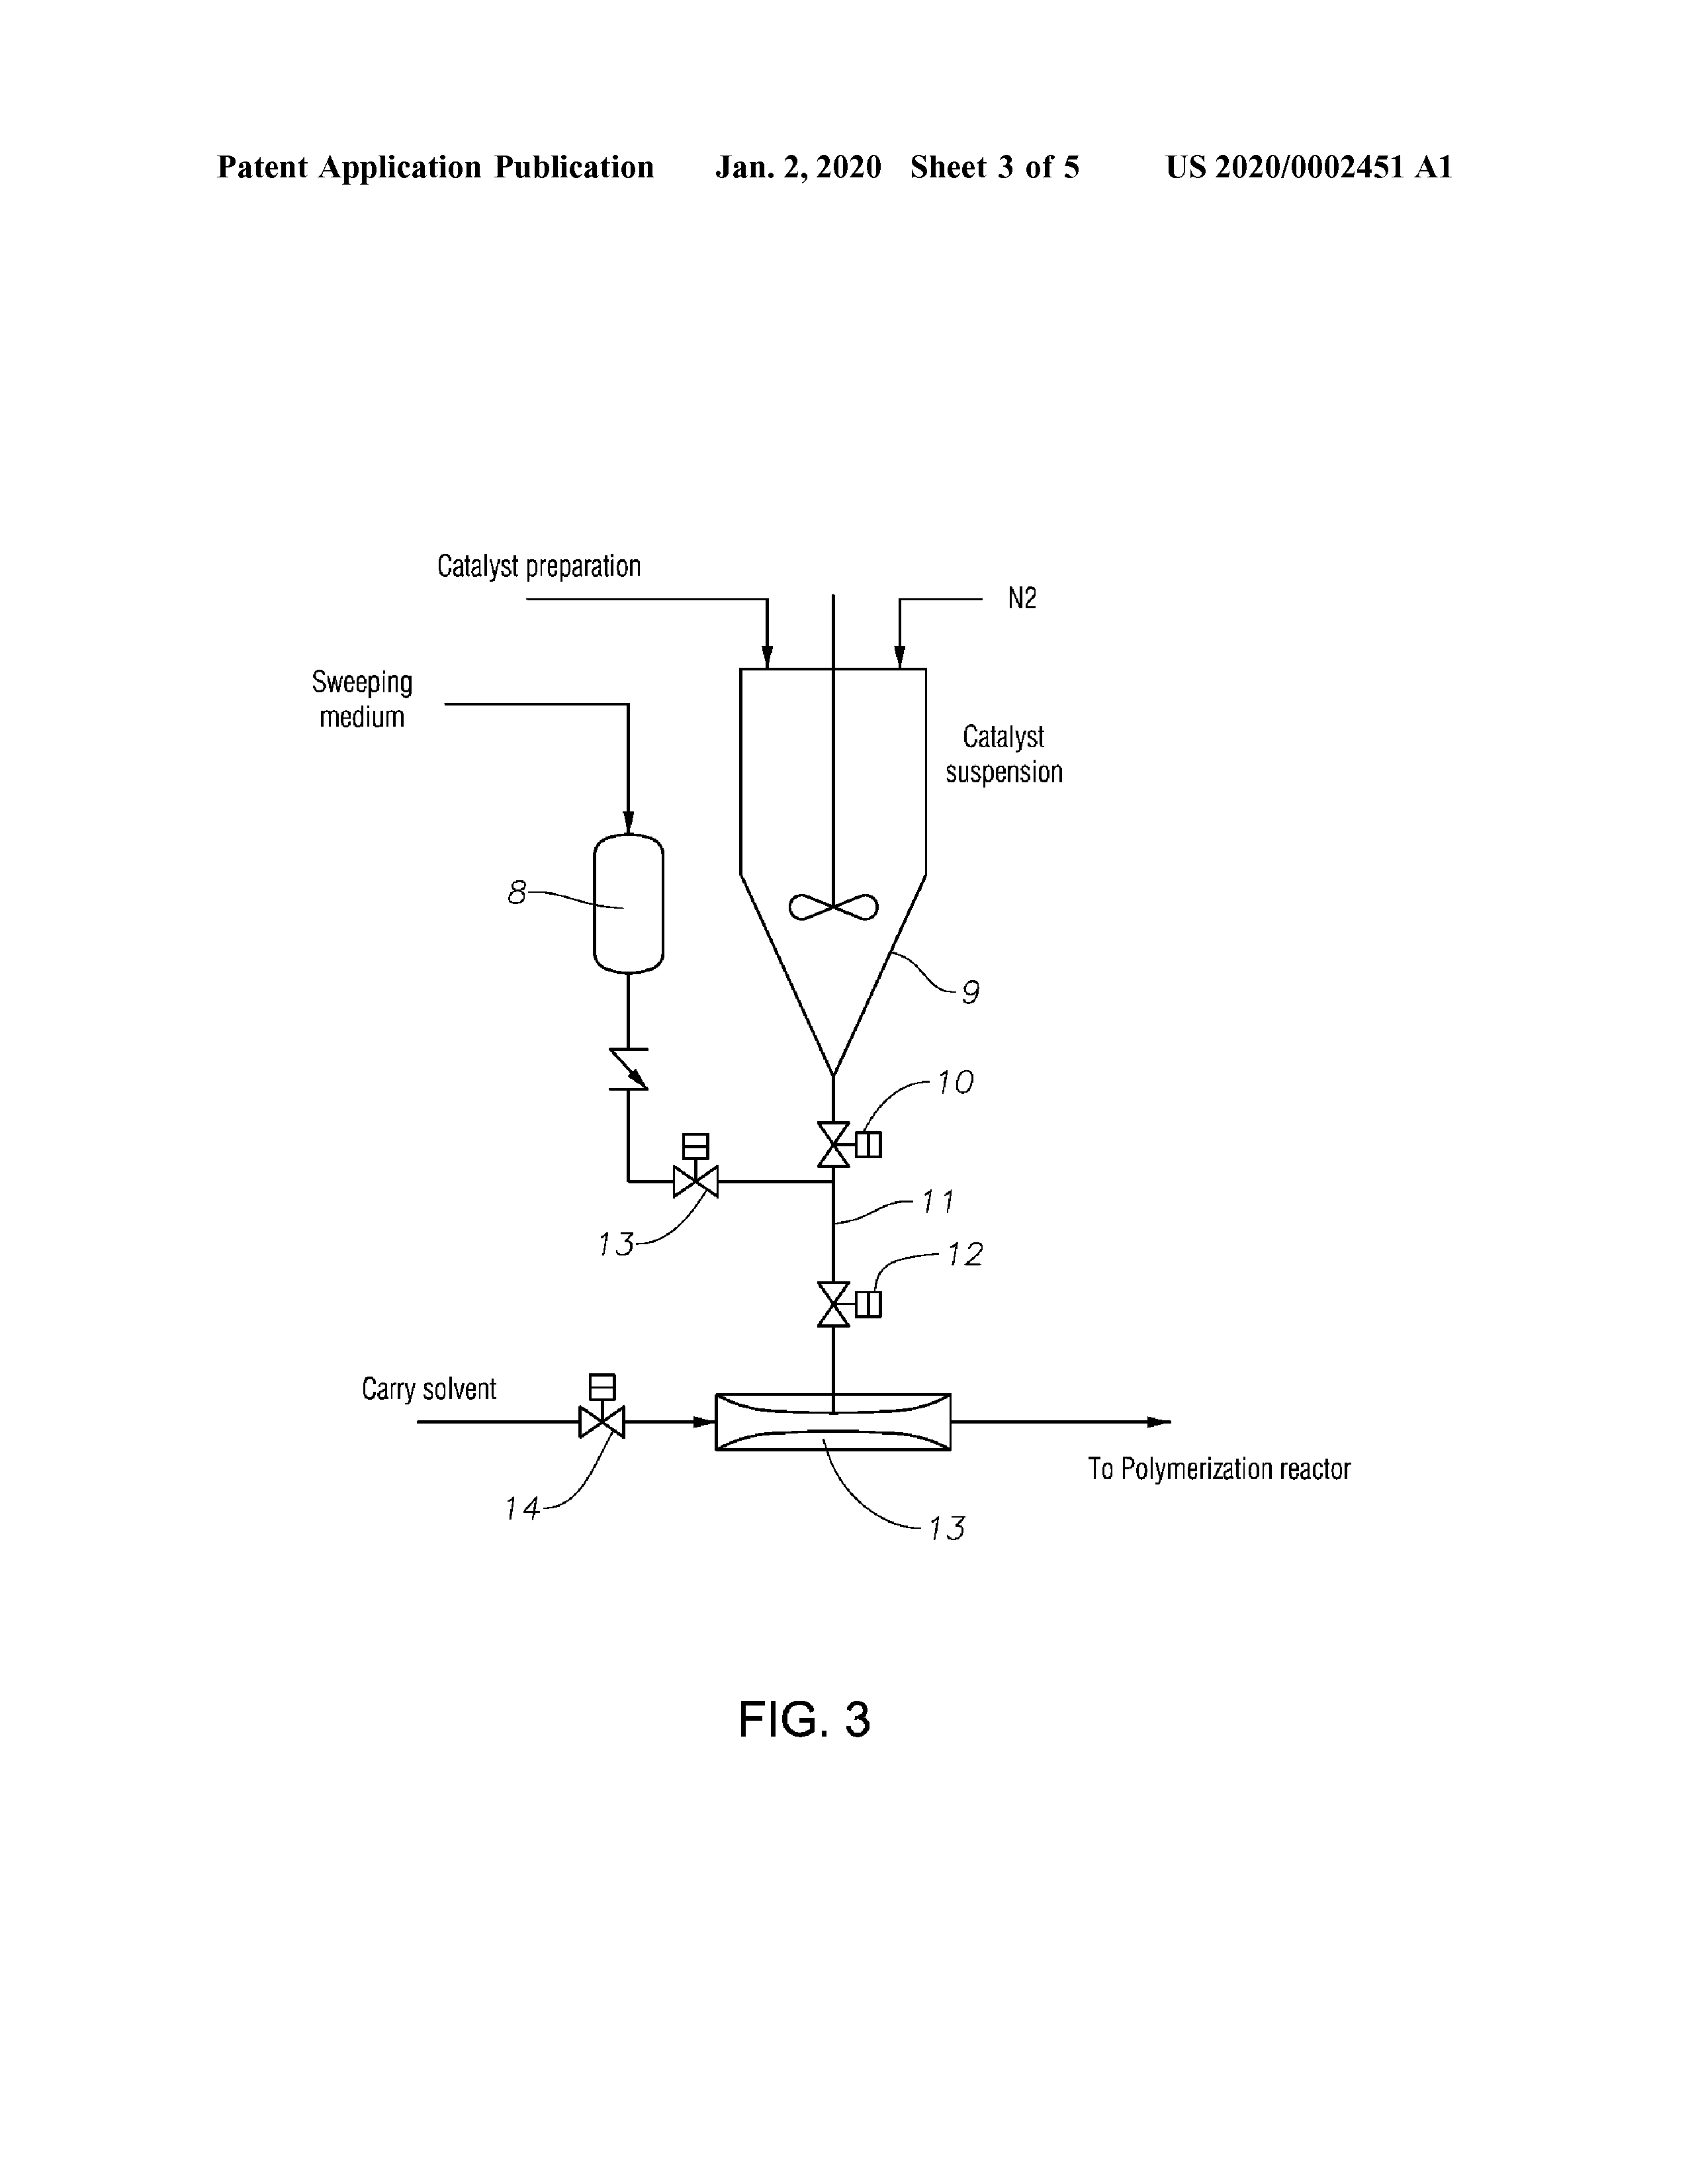 Patent Application Publication Jan. 2, 2020 Sheet 3 of 5 US 2020/0002451 A1
Catalyst preparation
N2
Sweeping
medium
Catalyst
suspension
8
9
10
11
13
12
Carry solvent
To Polymerization reactor
14
13
FIG. 3